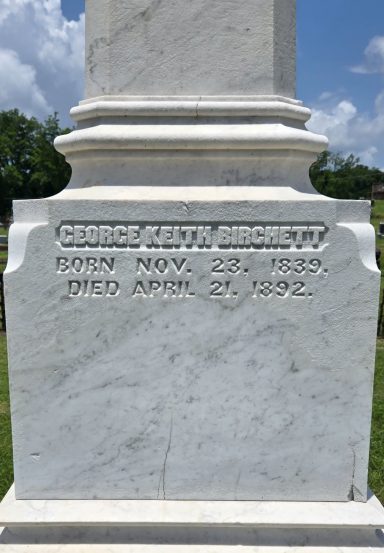 GEORGE KEITH BIRCHETT
BORN NOV. 23. 1839.
DIED APRIL 21. 1892.